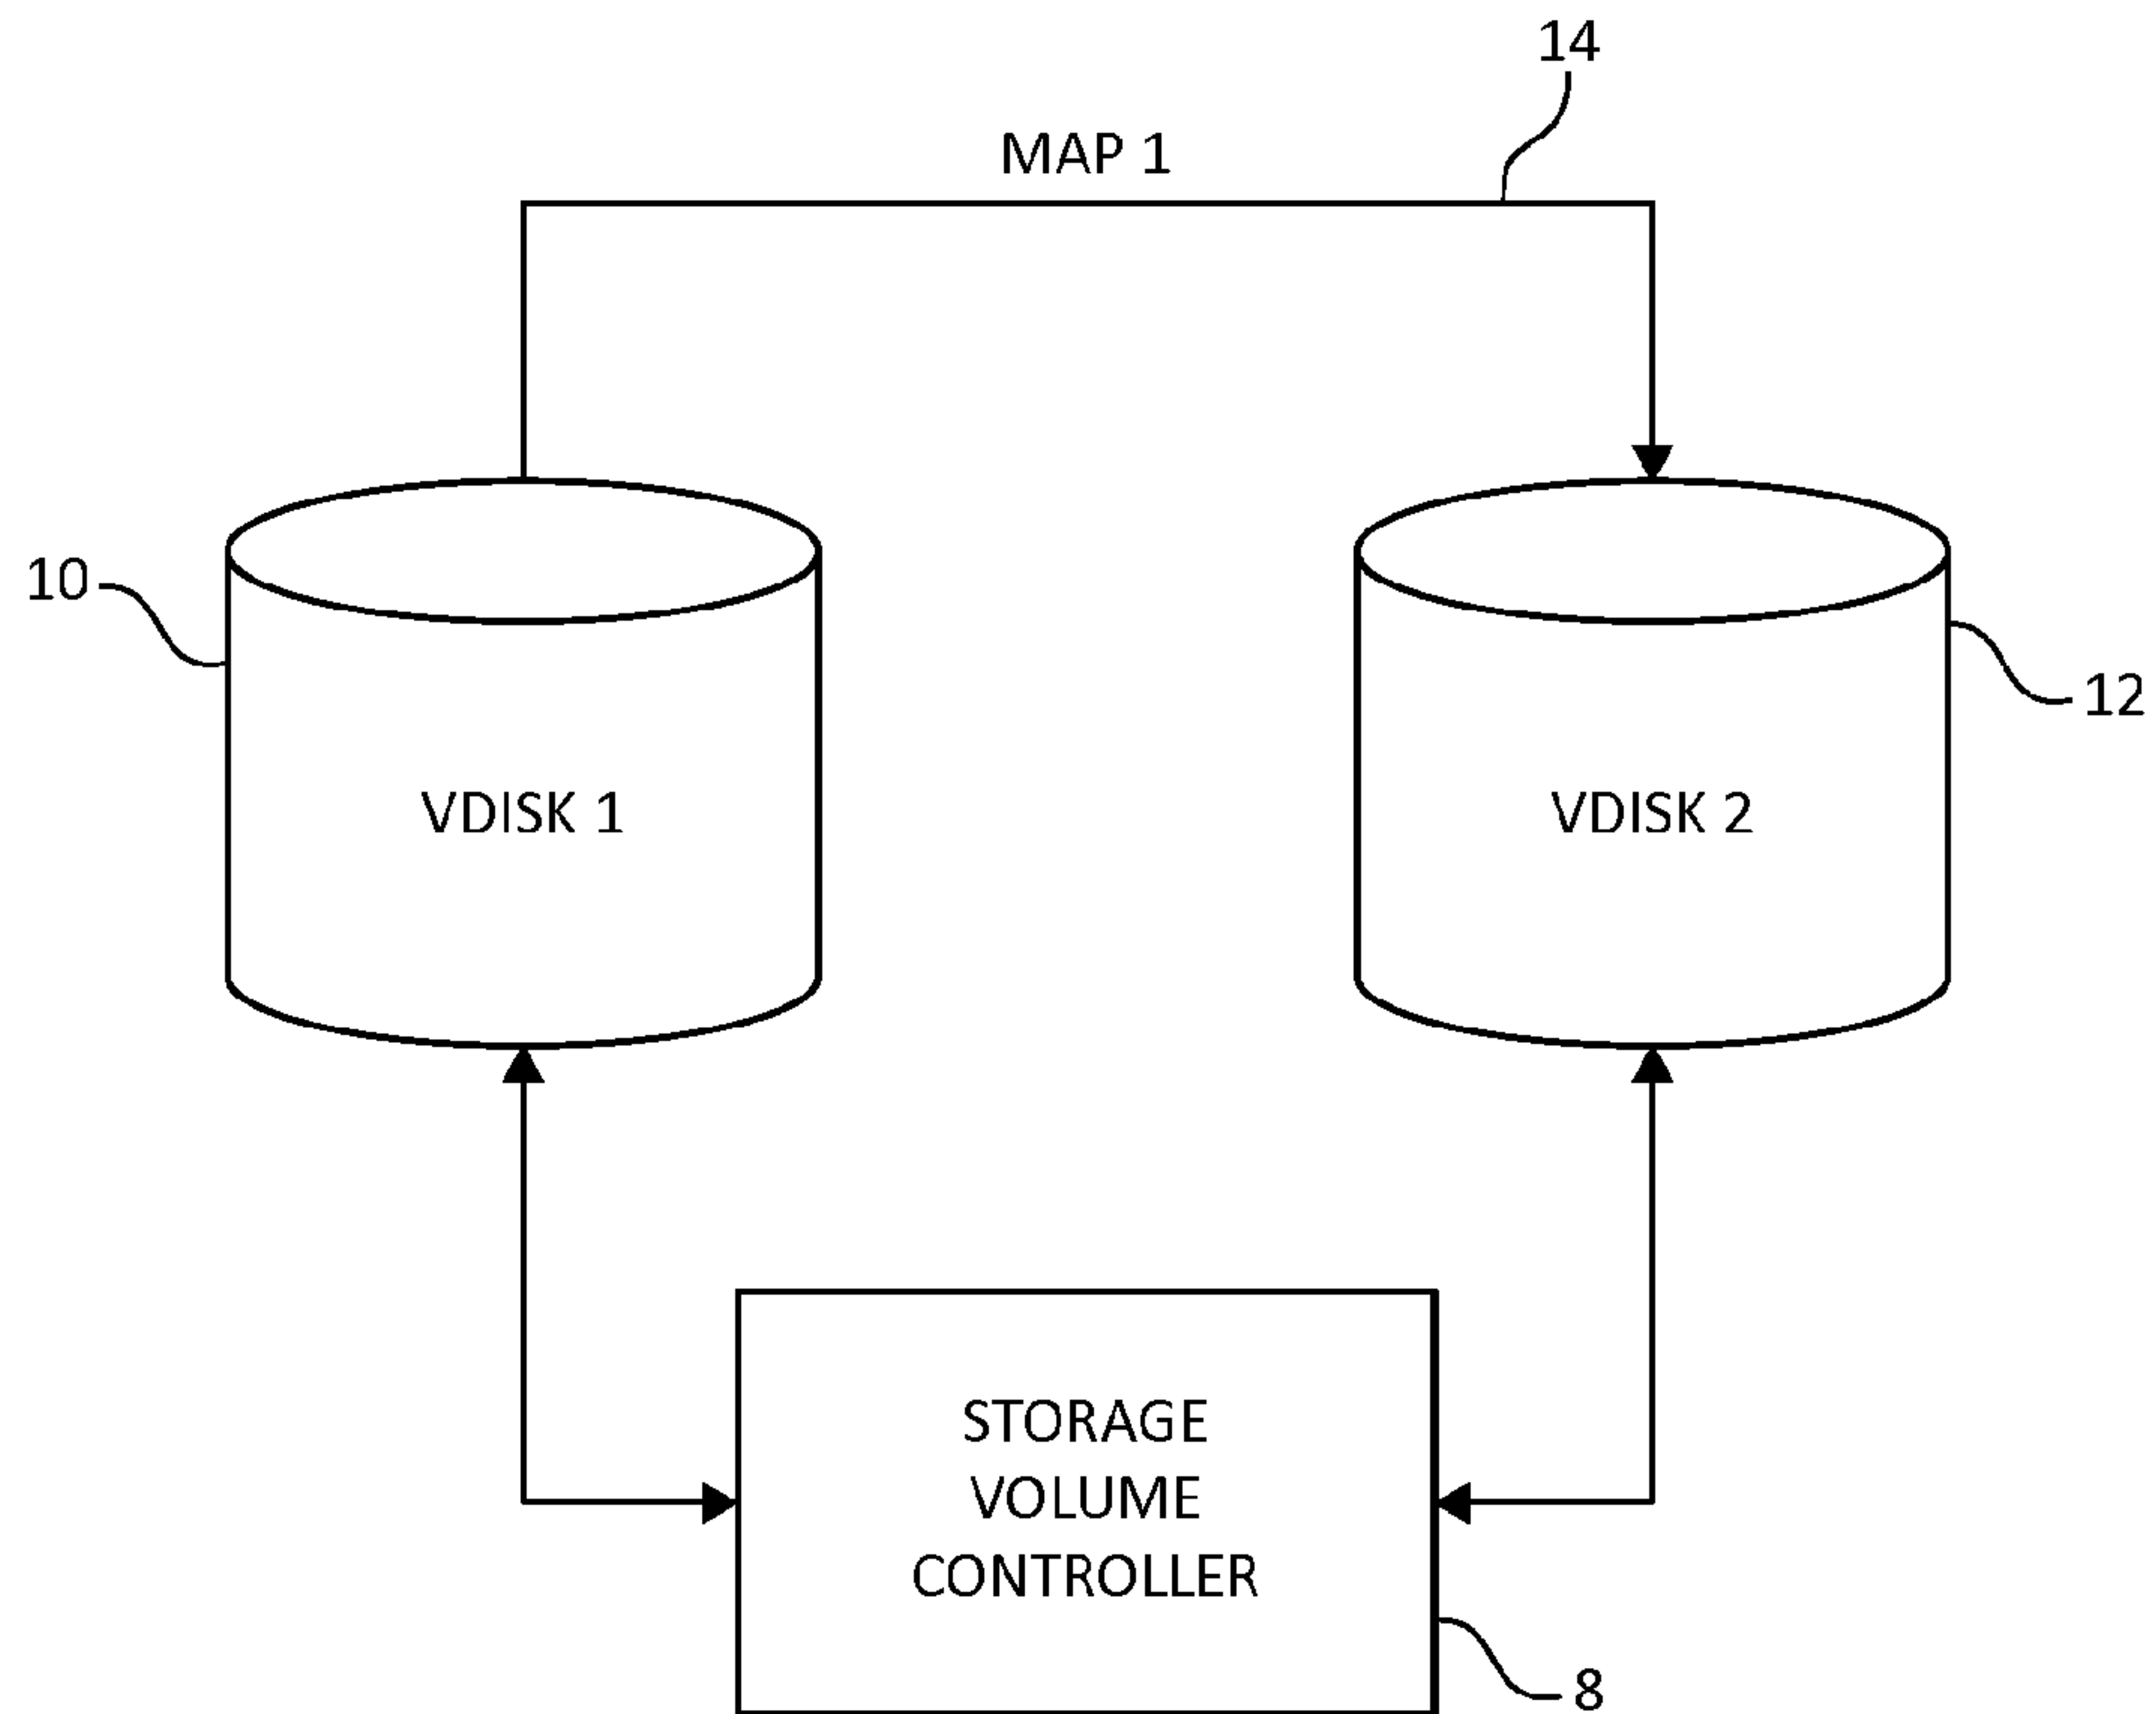 14
MAP 1
10
12
VDISK 1
VDISK 2
STORAGE
VOLUME
CONTROLLER
8